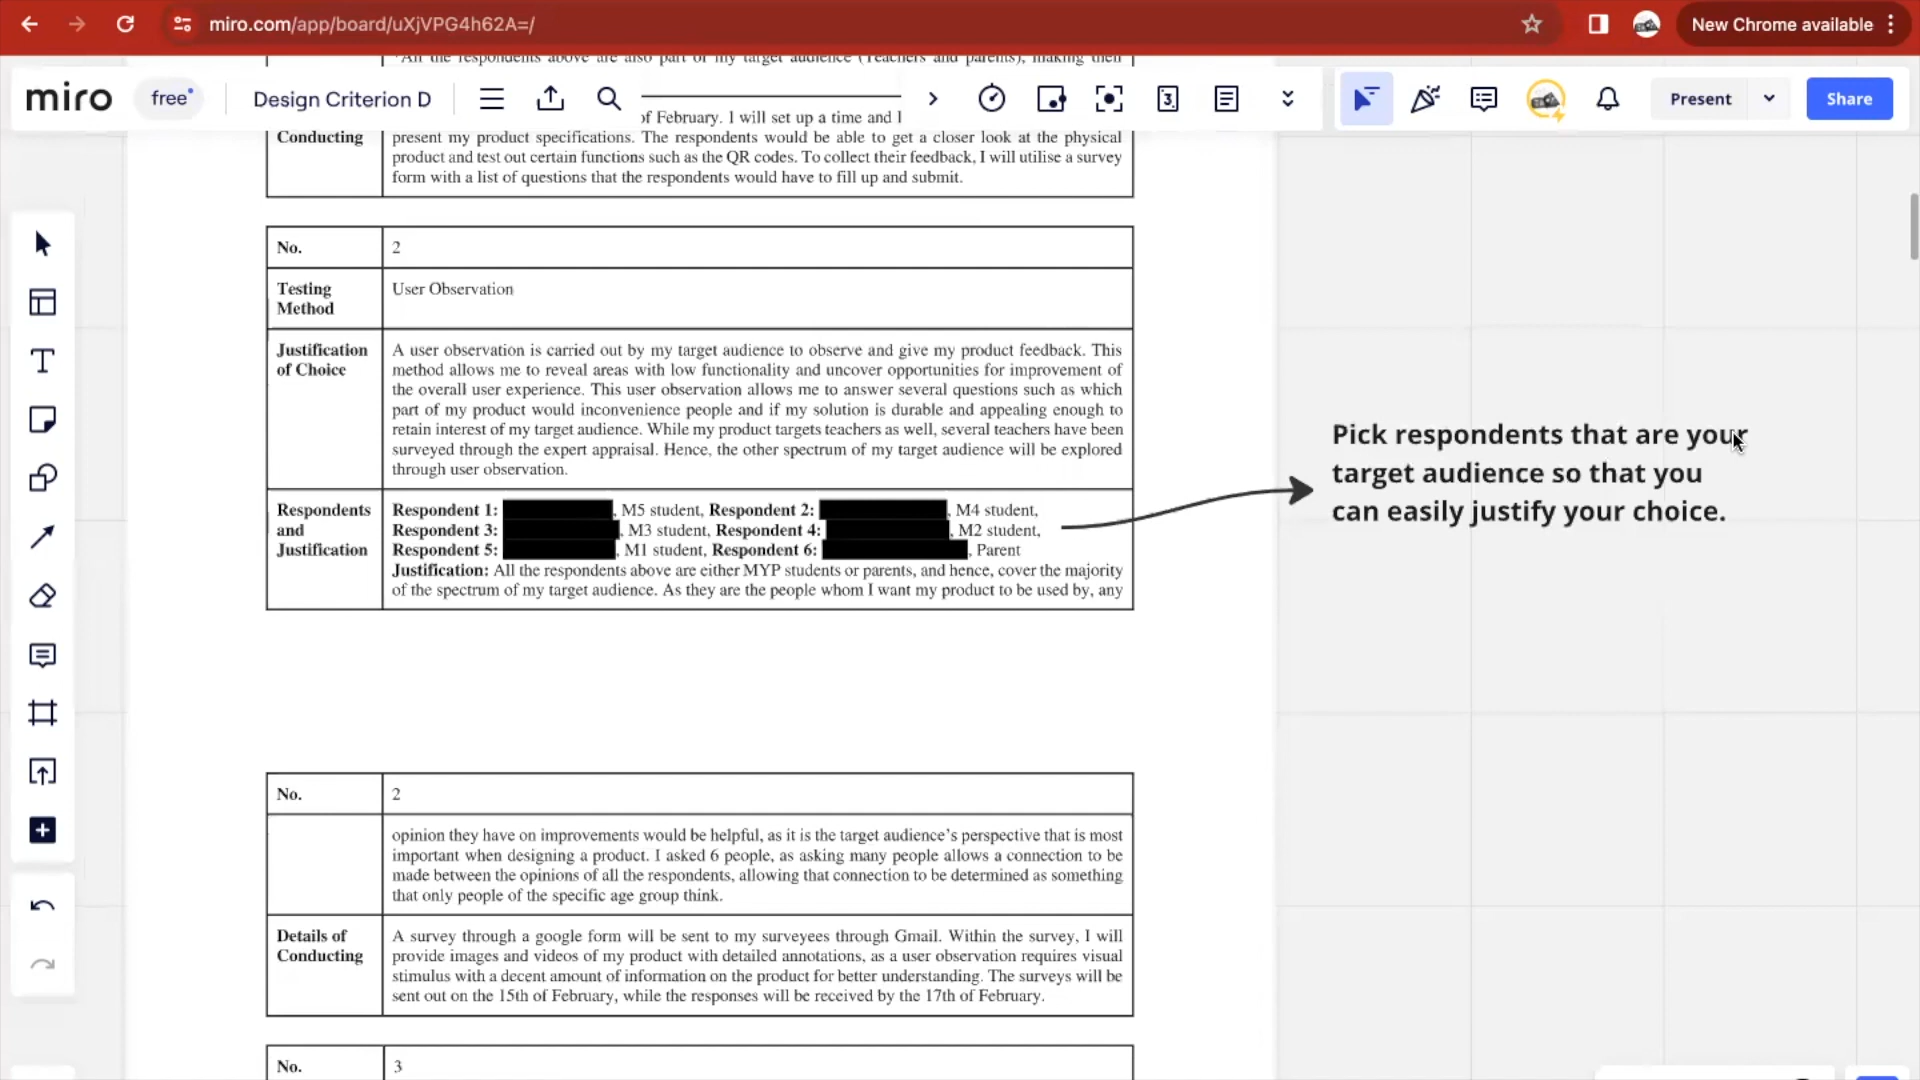 miro.com/app/board/uXjVPG4h62A=/
New Chrome available
*All the respondents above are also part of my target audience (Teachers and parents), making their
miro
free
Design Criterion D
3
Present
Share
of February. I will set up a time and I
Conducting
present my product specifications. The respondents would be able to get a closer look at the physical
product and test out certain functions such as the QR codes. To collect their feedback, I will utilise a survey
form with a list of questions that the respondents would have to fill up and submit.
No.
2
Testing
Method
User Observation
Justification
of Choice
A user observation is carried out by my target audience to observe and give my product feedback. This
method allows me to reveal areas with low functionality and uncover opportunities for improvement of
the overall user experience. This user observation allows me to answer several questions such as which
part of my product would inconvenience people and if my solution is durable and appealing enough to
retain interest of my target audience. While my product targets teachers as well, several teachers have been
surveyed through the expert appraisal. Hence, the other spectrum of my target audience will be explored
through user observation.
Respondents
and
Justification
Respondent 1: , M5 student, Respondent 2: , M4 student,
Respondent 3: , M3 student, Respondent 4: , M2 student,
Respondent 5: , M1 student, Respondent 6: , Parent
Justification: All the respondents above are either MYP students or parents, and hence, cover the majority
of the spectrum of my target audience. As they are the people whom I want my product to be used by, any
Pick respondents that are your
target audience so that you
can easily justify your choice.
No.
2
opinion they have on improvements would be helpful, as it is the target audience's perspective that is most
important when designing a product. I asked 6 people, as asking many people allows a connection to be
made between the opinions of all the respondents, allowing that connection to be determined as something
that only people of the specific age group think.
Details of
Conducting
A survey through a google form will be sent to my surveyees through Gmail. Within the survey, I will
provide images and videos of my product with detailed annotations, as a user observation requires visual
stimulus with a decent amount of information on the product for better understanding. The surveys will be
sent out on the 15th of February, while the responses will be received by the 17th of February.
No.
3